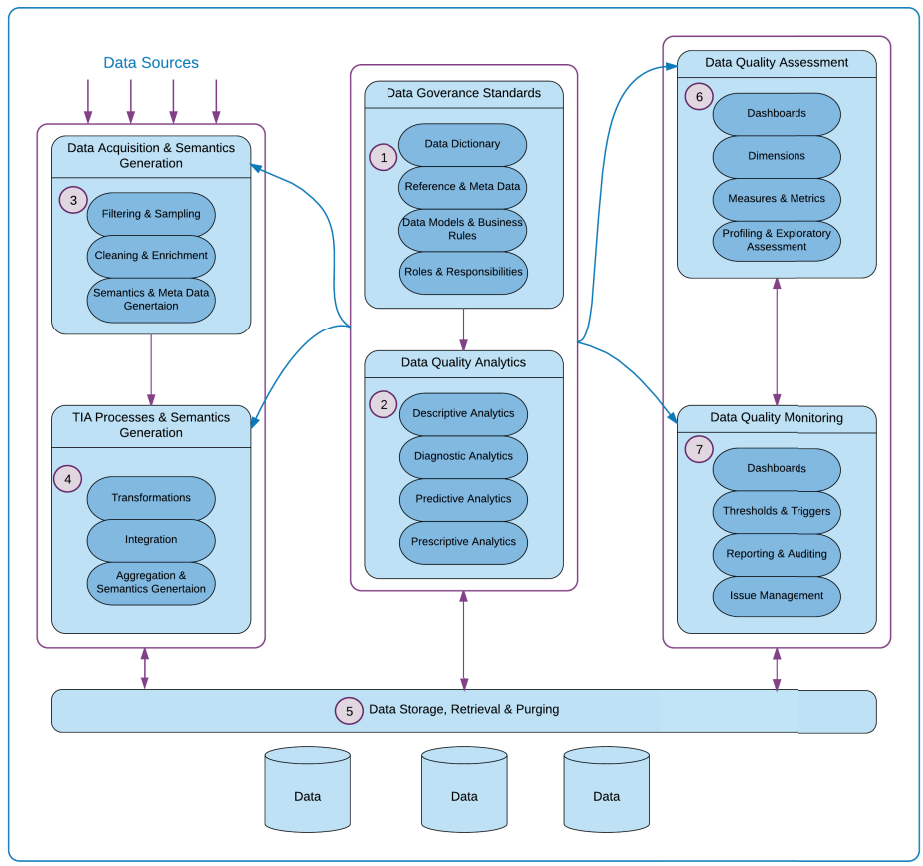 Data Sources
Data Acquisition & Semantics
Generation
3
Filtering & Sampling
Cleaning & Enrichment
Semantics & Meta Data
Genertaion
TIA Processes & Semantics
Generation
4
Transformations
Integration
Aggregation &
Semantics Genertaion
Data Goverance Standards
1
Data Dictionary
Reference & Meta Data
Data Models & Business
Rules
Roles & Responsibilities
Data Quality Analytics
2
Descriptive Analytics
Diagnostic Analytics
Predictive Analytics
Prescriptive Analytics
Data Quality Assessment
6
Dashboards
Dimensions
Measures & Metrics
Profiling & Exploratory
Assessment
Data Quality Monitoring
7
Dashboards
Thresholds & Triggers
Reporting & Auditing
Issue Management
5
Data Storage, Retrieval & Purging
Data
Data
Data